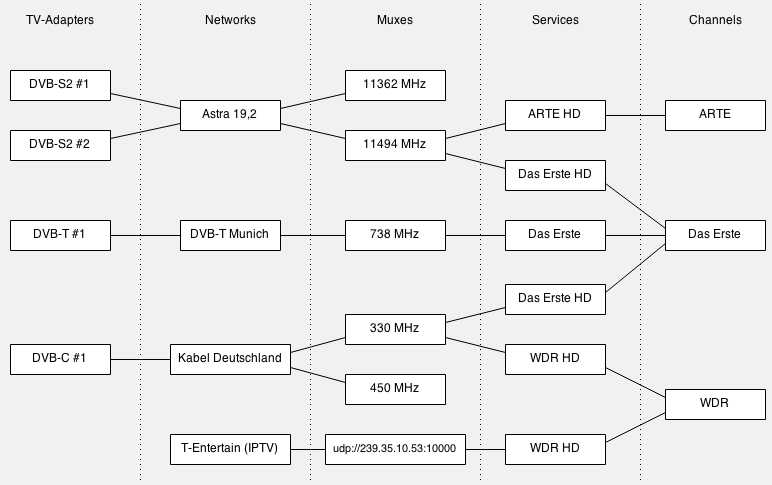 TV-Adapters
Networks
Muxes
Services
Channels
DVB-S2 #1
DVB-S2 #2
DVB-T #1
DVB-C #1
Astra 19,2
DVB-T Munich
Kabel Deutschland
T-Entertain (IPTV)
11362 MHz
11494 MHz
738 MHz
330 MHz
450 MHz
udp://239.35.10.53:10000
ARTE HD
Das Erste HD
Das Erste
Das Erste HD
WDR HD
WDR HD
ARTE
Das Erste
WDR